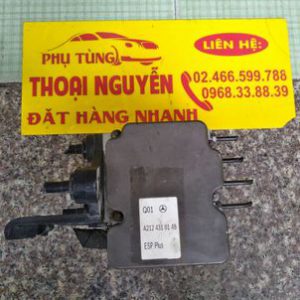 PHỤ TÙNG
THOẠI NGUYỄN
ĐẶT HÀNG NHANH
LIÊN HỆ:
02.466.599.788
0968.33.88.39
Q01
A212 431 61 48
ESP Plus